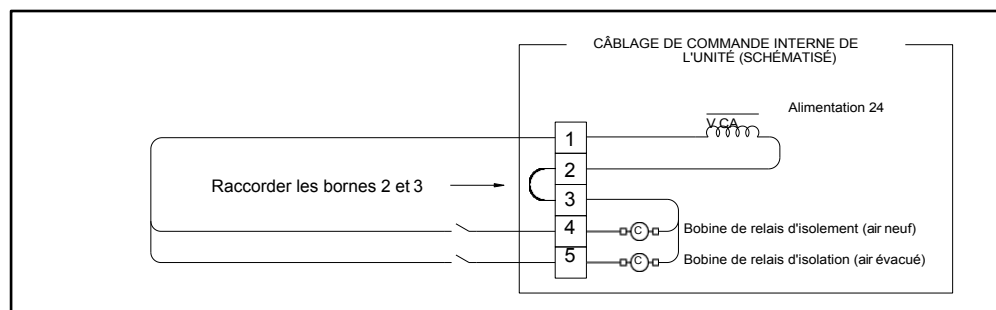 CÂBLAGE DE COMMANDE INTERNE DE
L'UNITÉ (SCHÉMATISÉ)
Alimentation 24
V CA
1
2
Raccorder les bornes 2 et 3
3
4
C
Bobine de relais d'isolement (air neuf)
5
C
Bobine de relais d'isolation (air évacué)